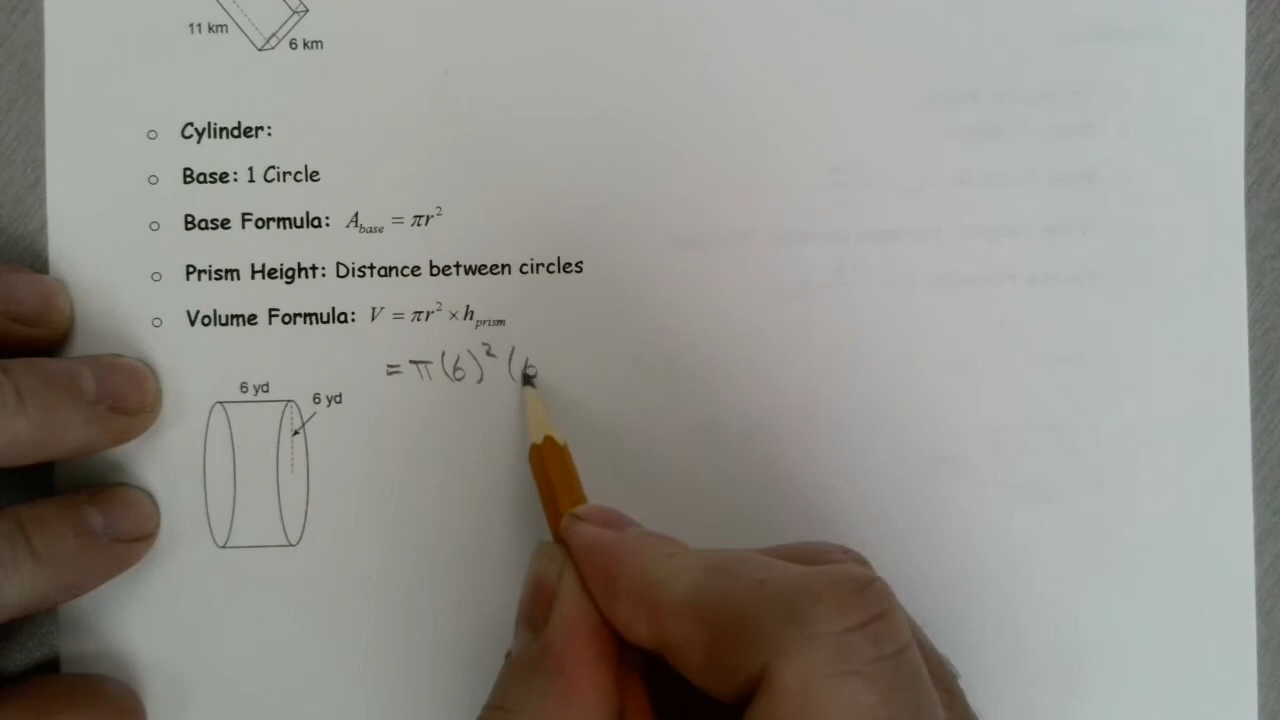 11 km
6 km
○ Cylinder:
○ Base: 1 Circle
○ Base Formula: A_base = πr²
○ Prism Height: Distance between circles
○ Volume Formula: V = πr² × h_prism
= π(6)² (6
6 yd
6 yd